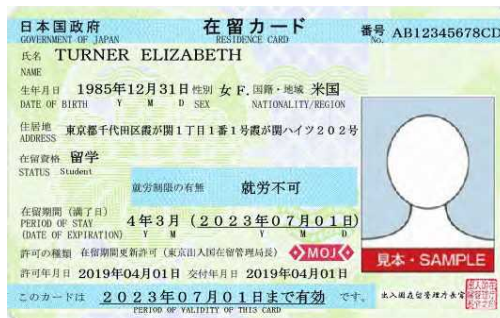 日本国政府 在留カード 番号 AB12345678CD
GOVERNMENT OF JAPAN RESIDENCE CARD No.
氏名 TURNER ELIZABETH
NAME
生年月日 1985年12月31日 性別 女 F. 国籍・地域 米国
DATE OF BIRTH Y M D SEX NATIONALITY/REGION
住居地 東京都千代田区霞が関1丁目1番1号霞が関ハイツ202号
ADDRESS
在留資格 留学
STATUS Student
就労制限の有無 就労不可
在留期間（満了日） 4年3月（2023年07月01日）
PERIOD OF STAY
(DATE OF EXPIRATION) Y M Y M D
許可の種類 在留期間更新許可（東京出入国在留管理局長） MOJ
見本・SAMPLE
許可年月日 2019年04月01日 交付年月日 2019年04月01日
このカードは 2023年07月01日まで有効 です。 出入国在留管理庁長官
PERIOD OF VALIDITY OF THIS CARD